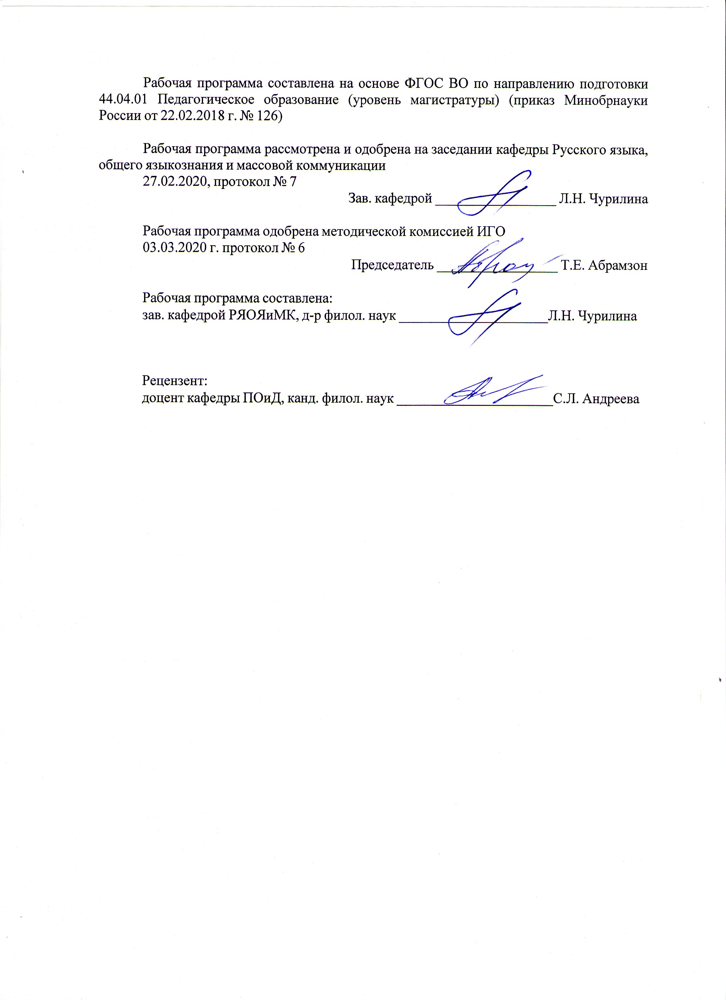 Рабочая программа составлена на основе ФГОС ВО по направлению подготовки
44.04.01 Педагогическое образование (уровень магистратуры) (приказ Минобрнауки
России от 22.02.2018 г. № 126)
Рабочая программа рассмотрена и одобрена на заседании кафедры Русского языка,
общего языкознания и массовой коммуникации
27.02.2020, протокол № 7
Зав. кафедрой ________________ Л.Н. Чурилина
Рабочая программа одобрена методической комиссией ИГО
03.03.2020 г. протокол № 6
Председатель ________________ Т.Е. Абрамзон
Рабочая программа составлена:
зав. кафедрой РЯОЯиМК, д-р филол. наук ____________________Л.Н. Чурилина
Рецензент:
доцент кафедры ПОиД, канд. филол. наук _____________________С.Л. Андреева